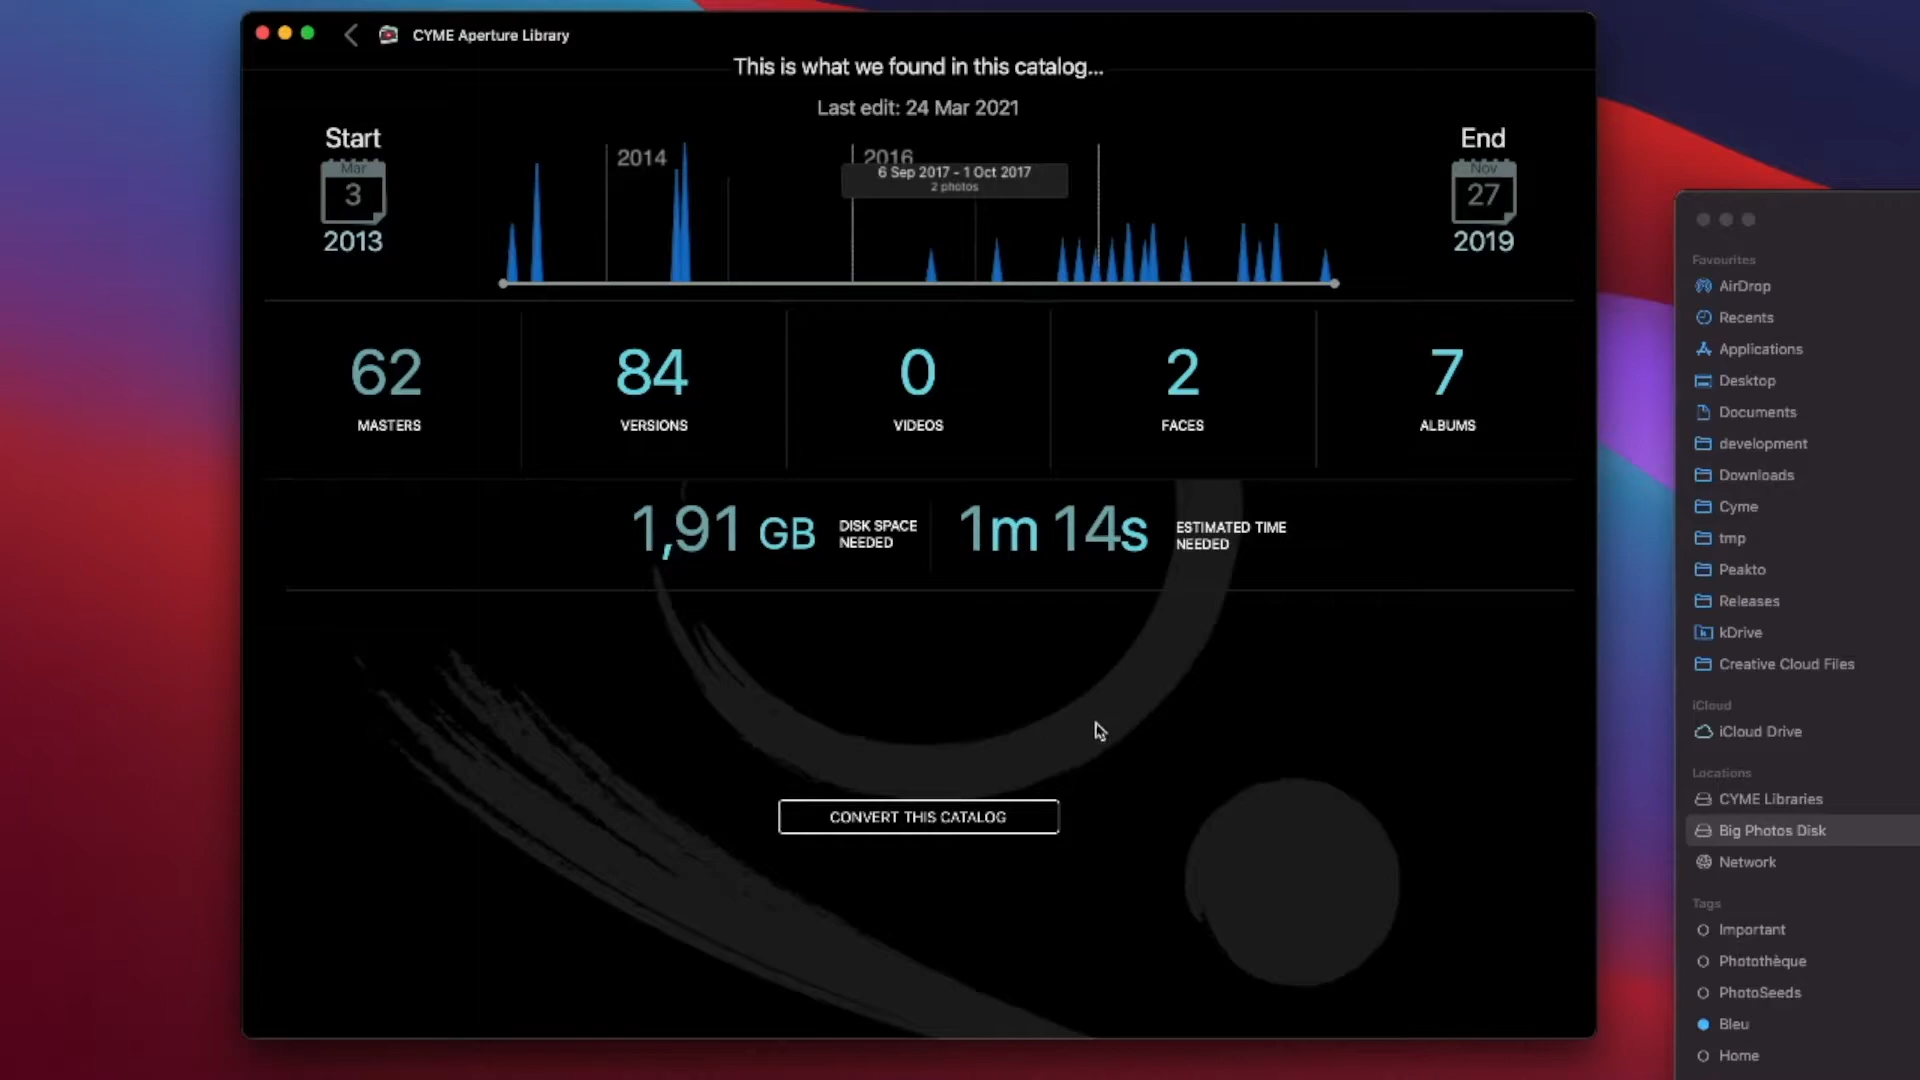 CYME Aperture Library
This is what we found in this catalog...
Last edit: 24 Mar 2021
Start
Mar
3
2013
2014
2016
6 Sep 2017 - 1 Oct 2017
2 photos
End
Nov
27
2019
62
MASTERS
84
VERSIONS
0
VIDEOS
2
FACES
7
ALBUMS
1,91 GB
DISK SPACE
NEEDED
1m 14s
ESTIMATED TIME
NEEDED
CONVERT THIS CATALOG
Favourites
AirDrop
Recents
Applications
Desktop
Documents
development
Downloads
Cyme
tmp
Peakto
Releases
kDrive
Creative Cloud Files
iCloud
iCloud Drive
Locations
CYME Libraries
Big Photos Disk
Network
Tags
Important
Photothèque
PhotoSeeds
Bleu
Home